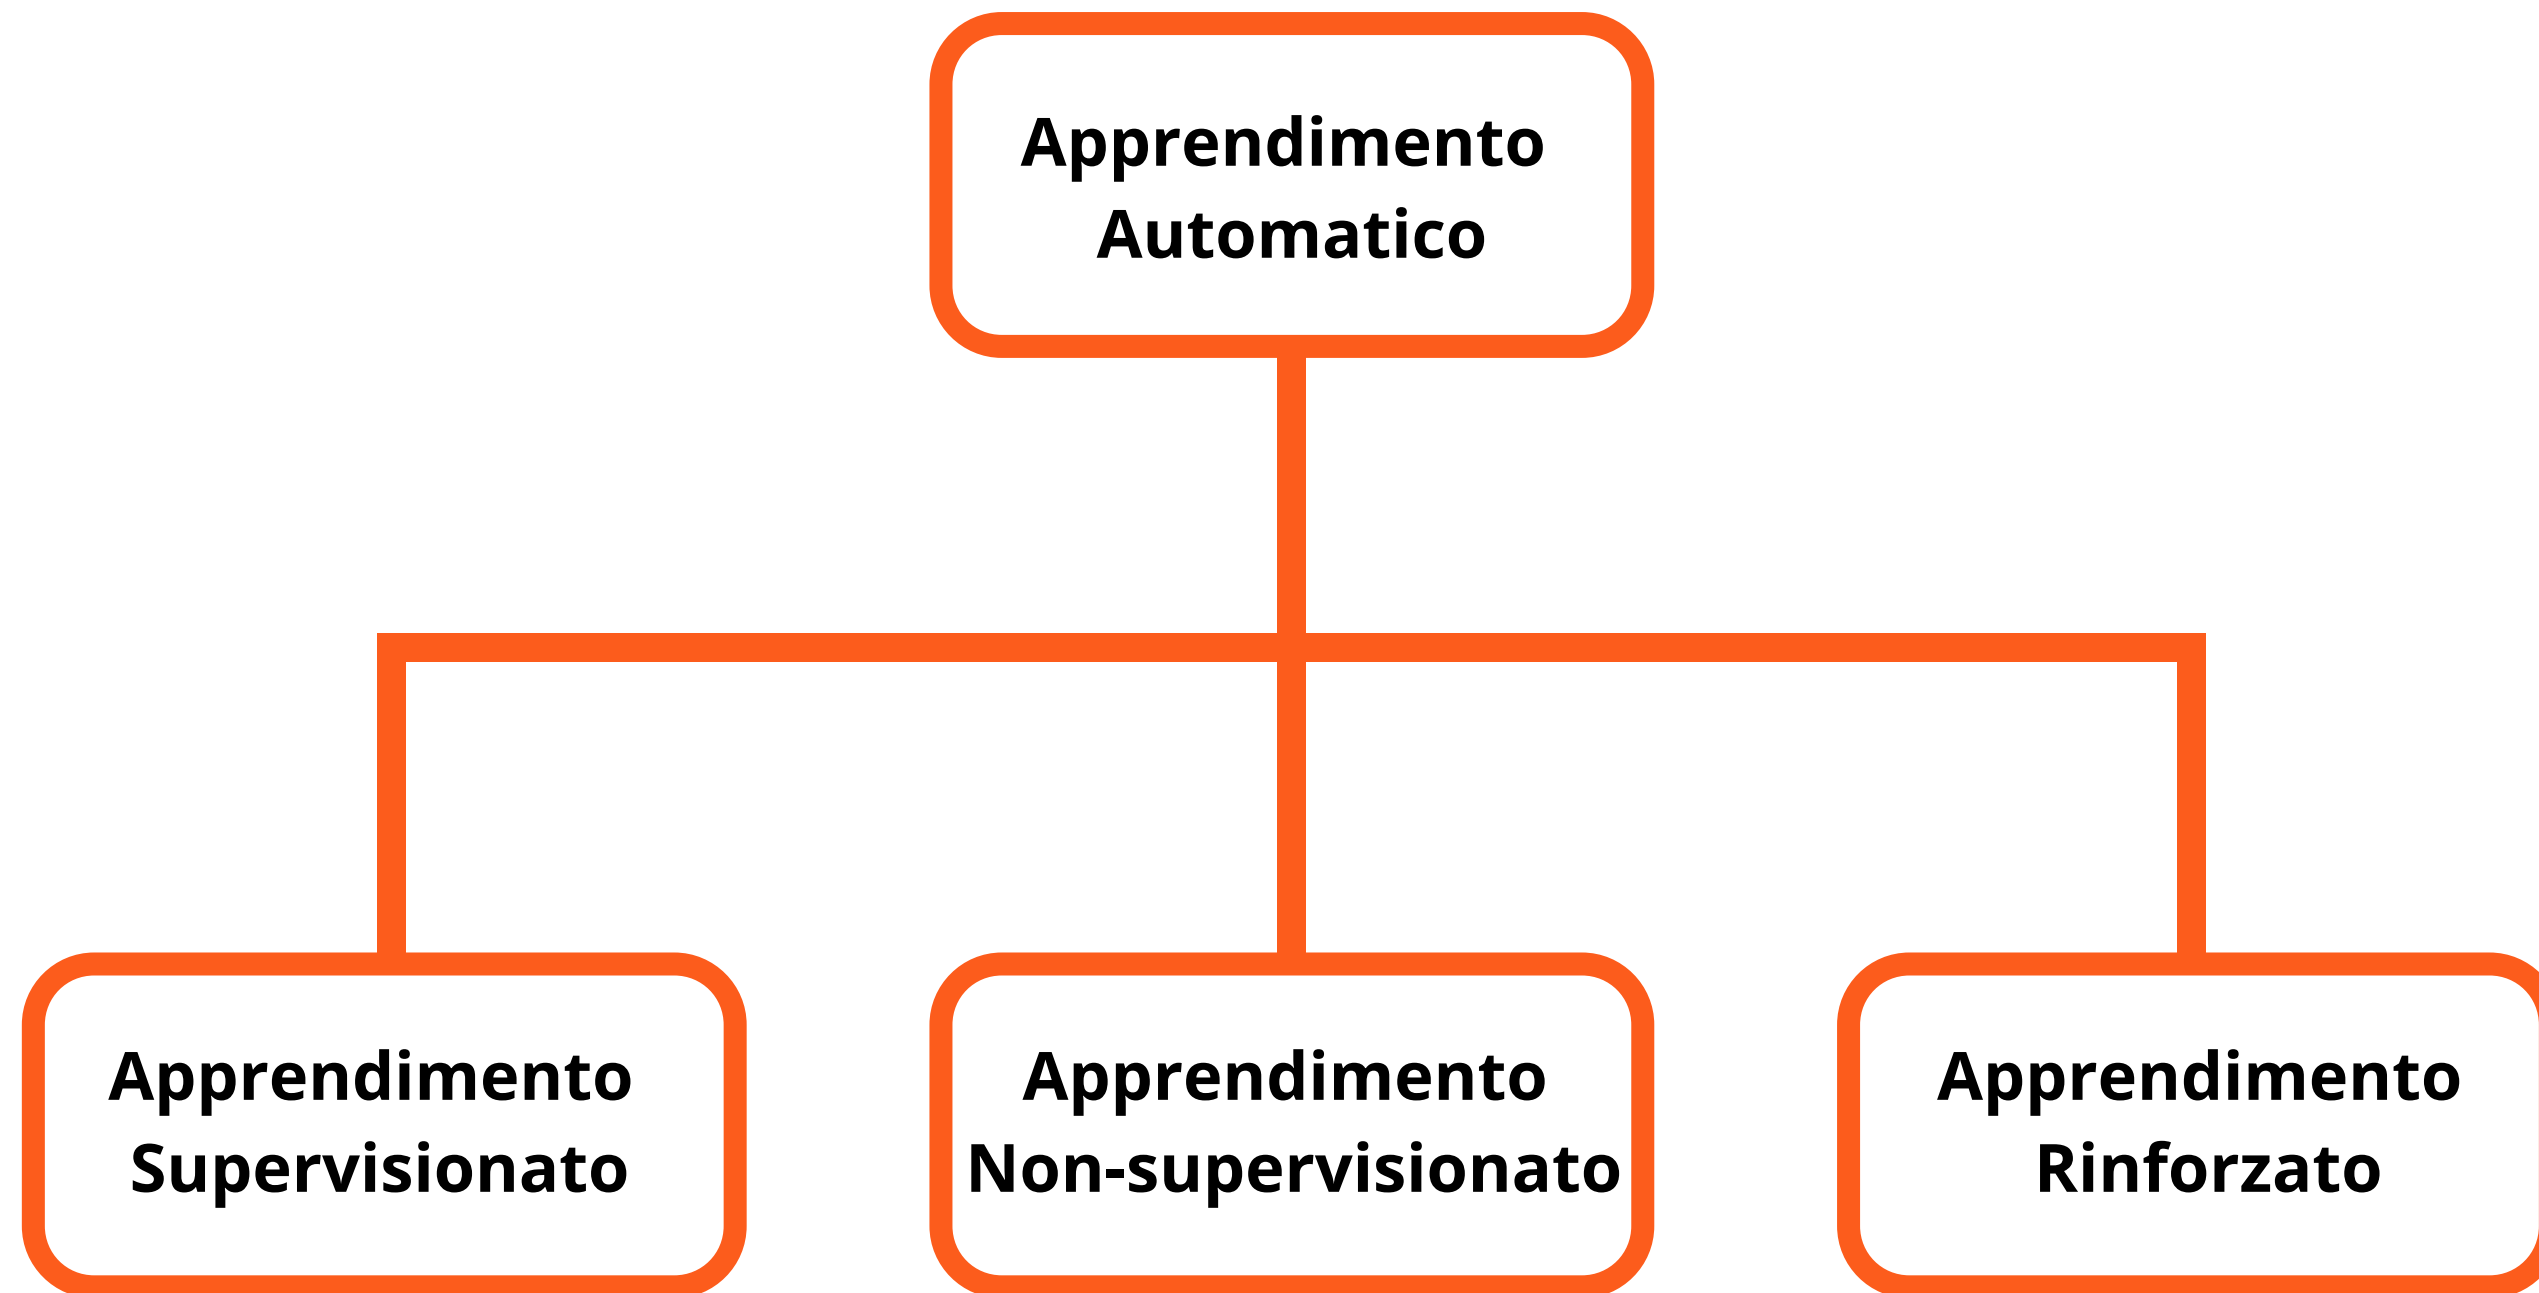 Apprendimento
Automatico
Apprendimento
Supervisionato
Apprendimento
Non-supervisionato
Apprendimento
Rinforzato